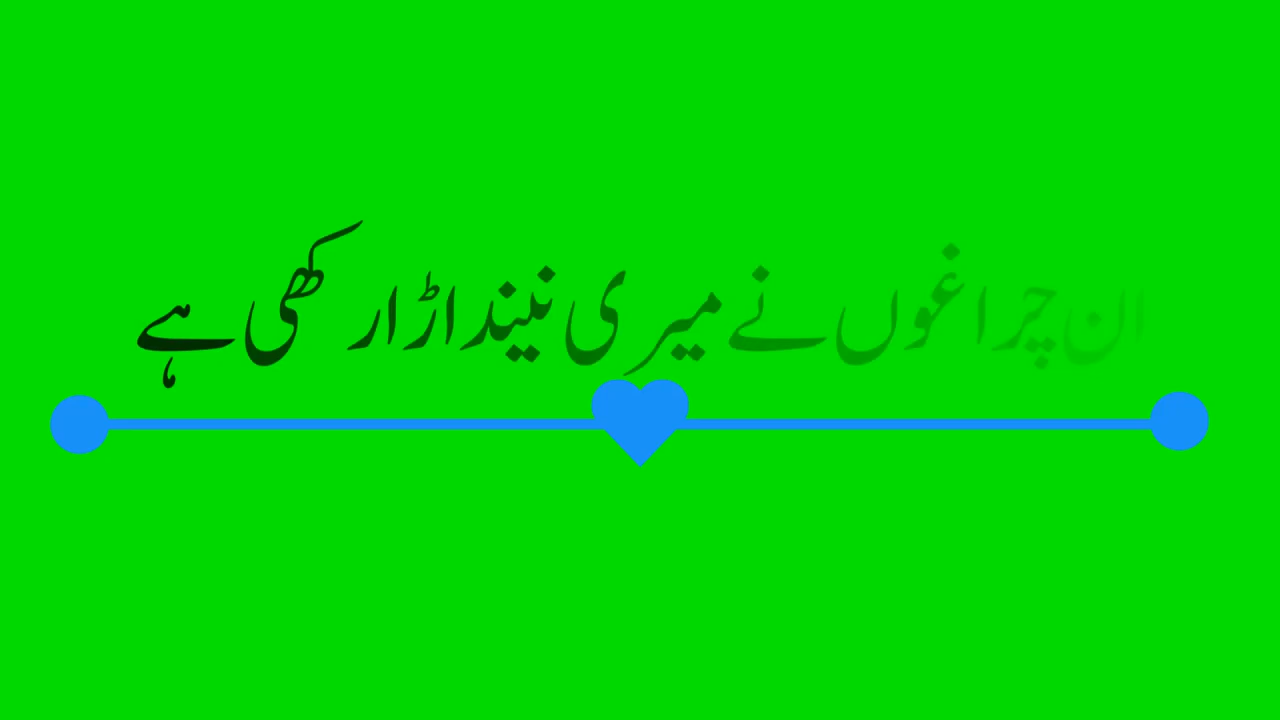 ان چراغوں نے میری نیند اڑا رکھی ہے